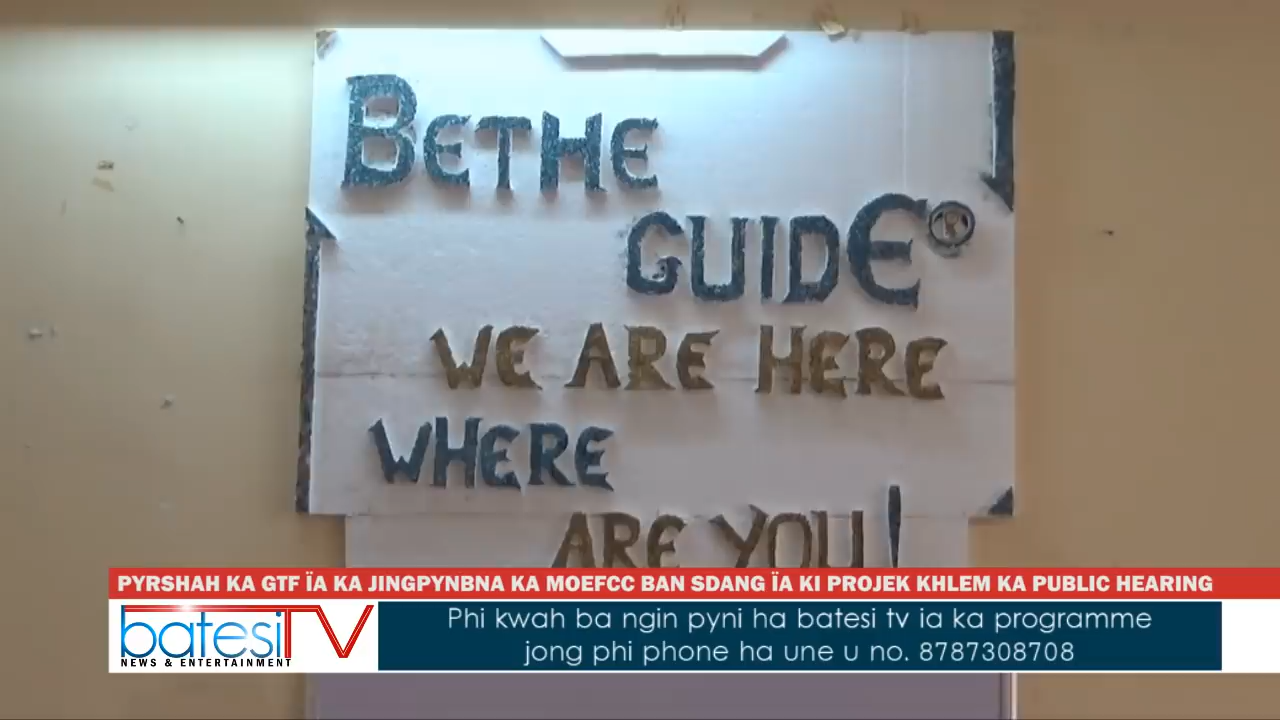 BETHE
GUIDE®
WE ARE HERE
WHERE
ARE YOU!
PYRSHAH KA GTF ÏA KA JINGPYNBNA KA MOEFCC BAN SDANG ÏA KI PROJEK KHLEM KA PUBLIC HEARING
batesi TV
NEWS & ENTERTAINMENT
Phi kwah ba ngin pyni ha batesi tv ia ka programme
jong phi phone ha une u no. 8787308708